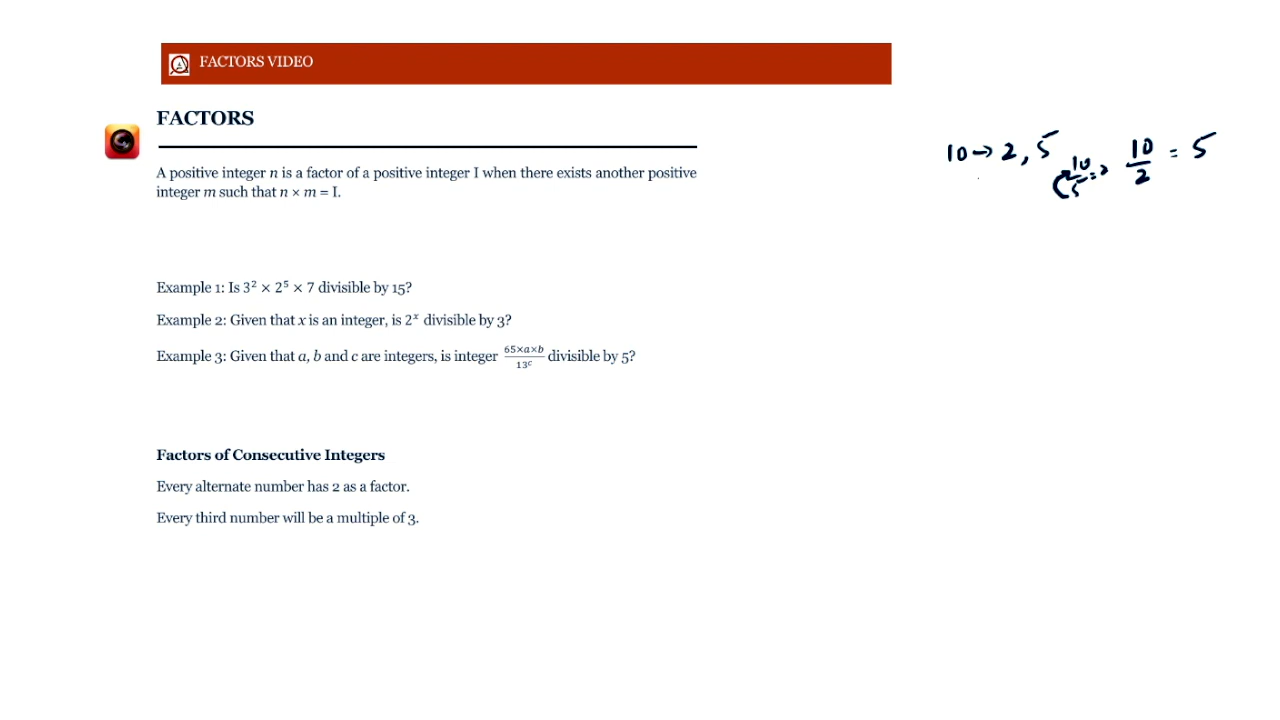 FACTORS VIDEO
FACTORS
A positive integer n is a factor of a positive integer I when there exists another positive
integer m such that n × m = I.
10 → 2, 5
10/5 = 2
10/2 = 5
Example 1: Is 3² × 2⁵ × 7 divisible by 15?
Example 2: Given that x is an integer, is 2ˣ divisible by 3?
Example 3: Given that a, b and c are integers, is integer (65×a×b)/13ᶜ divisible by 5?
Factors of Consecutive Integers
Every alternate number has 2 as a factor.
Every third number will be a multiple of 3.